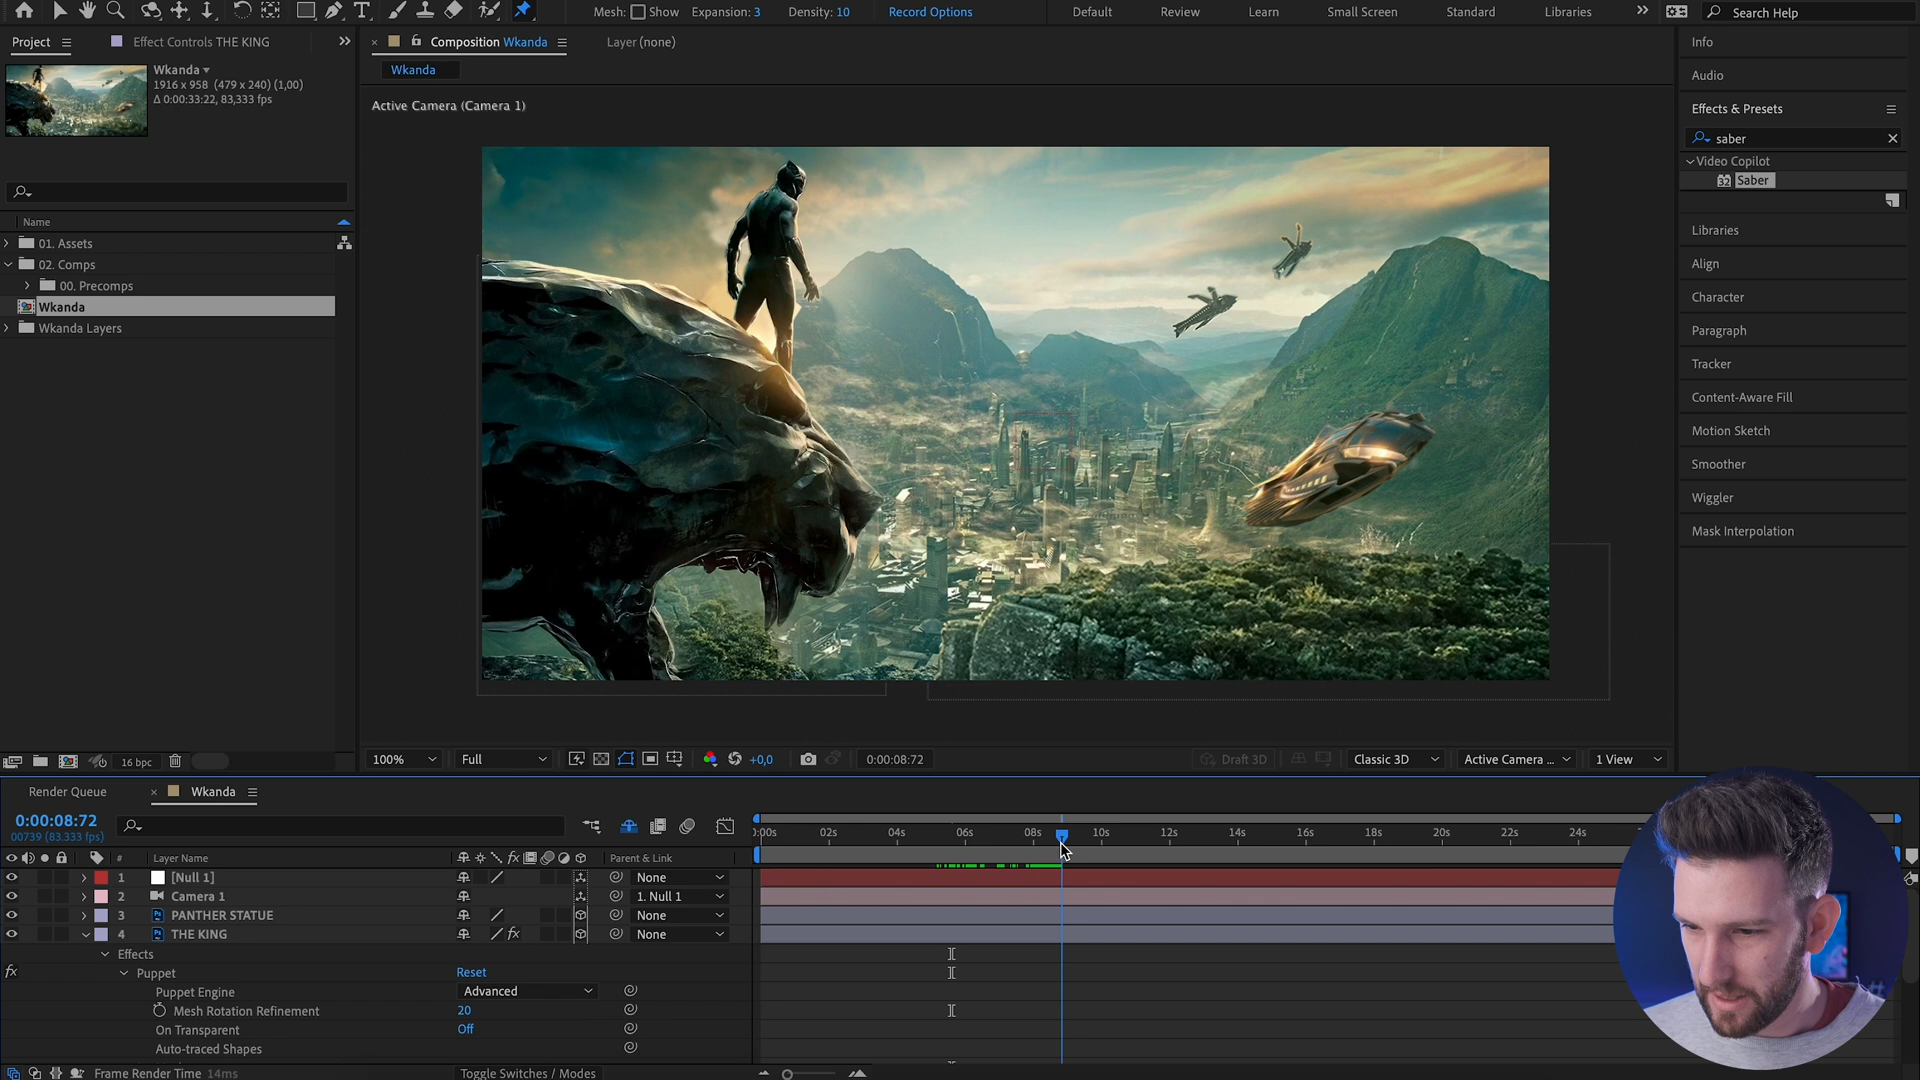 Mesh: Show Expansion: 3 Density: 10 Record Options Default Review Learn Small Screen Standard Libraries Search Help
Project Effect Controls THE KING
Composition Wkanda Layer (none)
Wkanda
Wkanda
1916 x 958 (479 x 240) (1,00)
Δ 0:00:33:22, 83,333 fps
Active Camera (Camera 1)
Name
01. Assets
02. Comps
00. Precomps
Wkanda
Wkanda Layers
Info
Audio
Effects & Presets
saber
Video Copilot
32 Saber
Libraries
Align
Character
Paragraph
Tracker
Content-Aware Fill
Motion Sketch
Smoother
Wiggler
Mask Interpolation
16 bpc
100% Full +0,0 0:00:08:72 Draft 3D Classic 3D Active Camera ... 1 View
Render Queue Wkanda
0:00:08:72
00739 (83.333 fps)
:00s 02s 04s 06s 08s 10s 12s 14s 16s 18s 20s 22s 24s
# Layer Name fx Parent & Link
1 [Null 1] None
2 Camera 1 1. Null 1
3 PANTHER STATUE None
4 THE KING fx None
Effects
fx Puppet Reset
Puppet Engine Advanced
Mesh Rotation Refinement 20
On Transparent Off
Auto-traced Shapes
Frame Render Time 14ms Toggle Switches / Modes